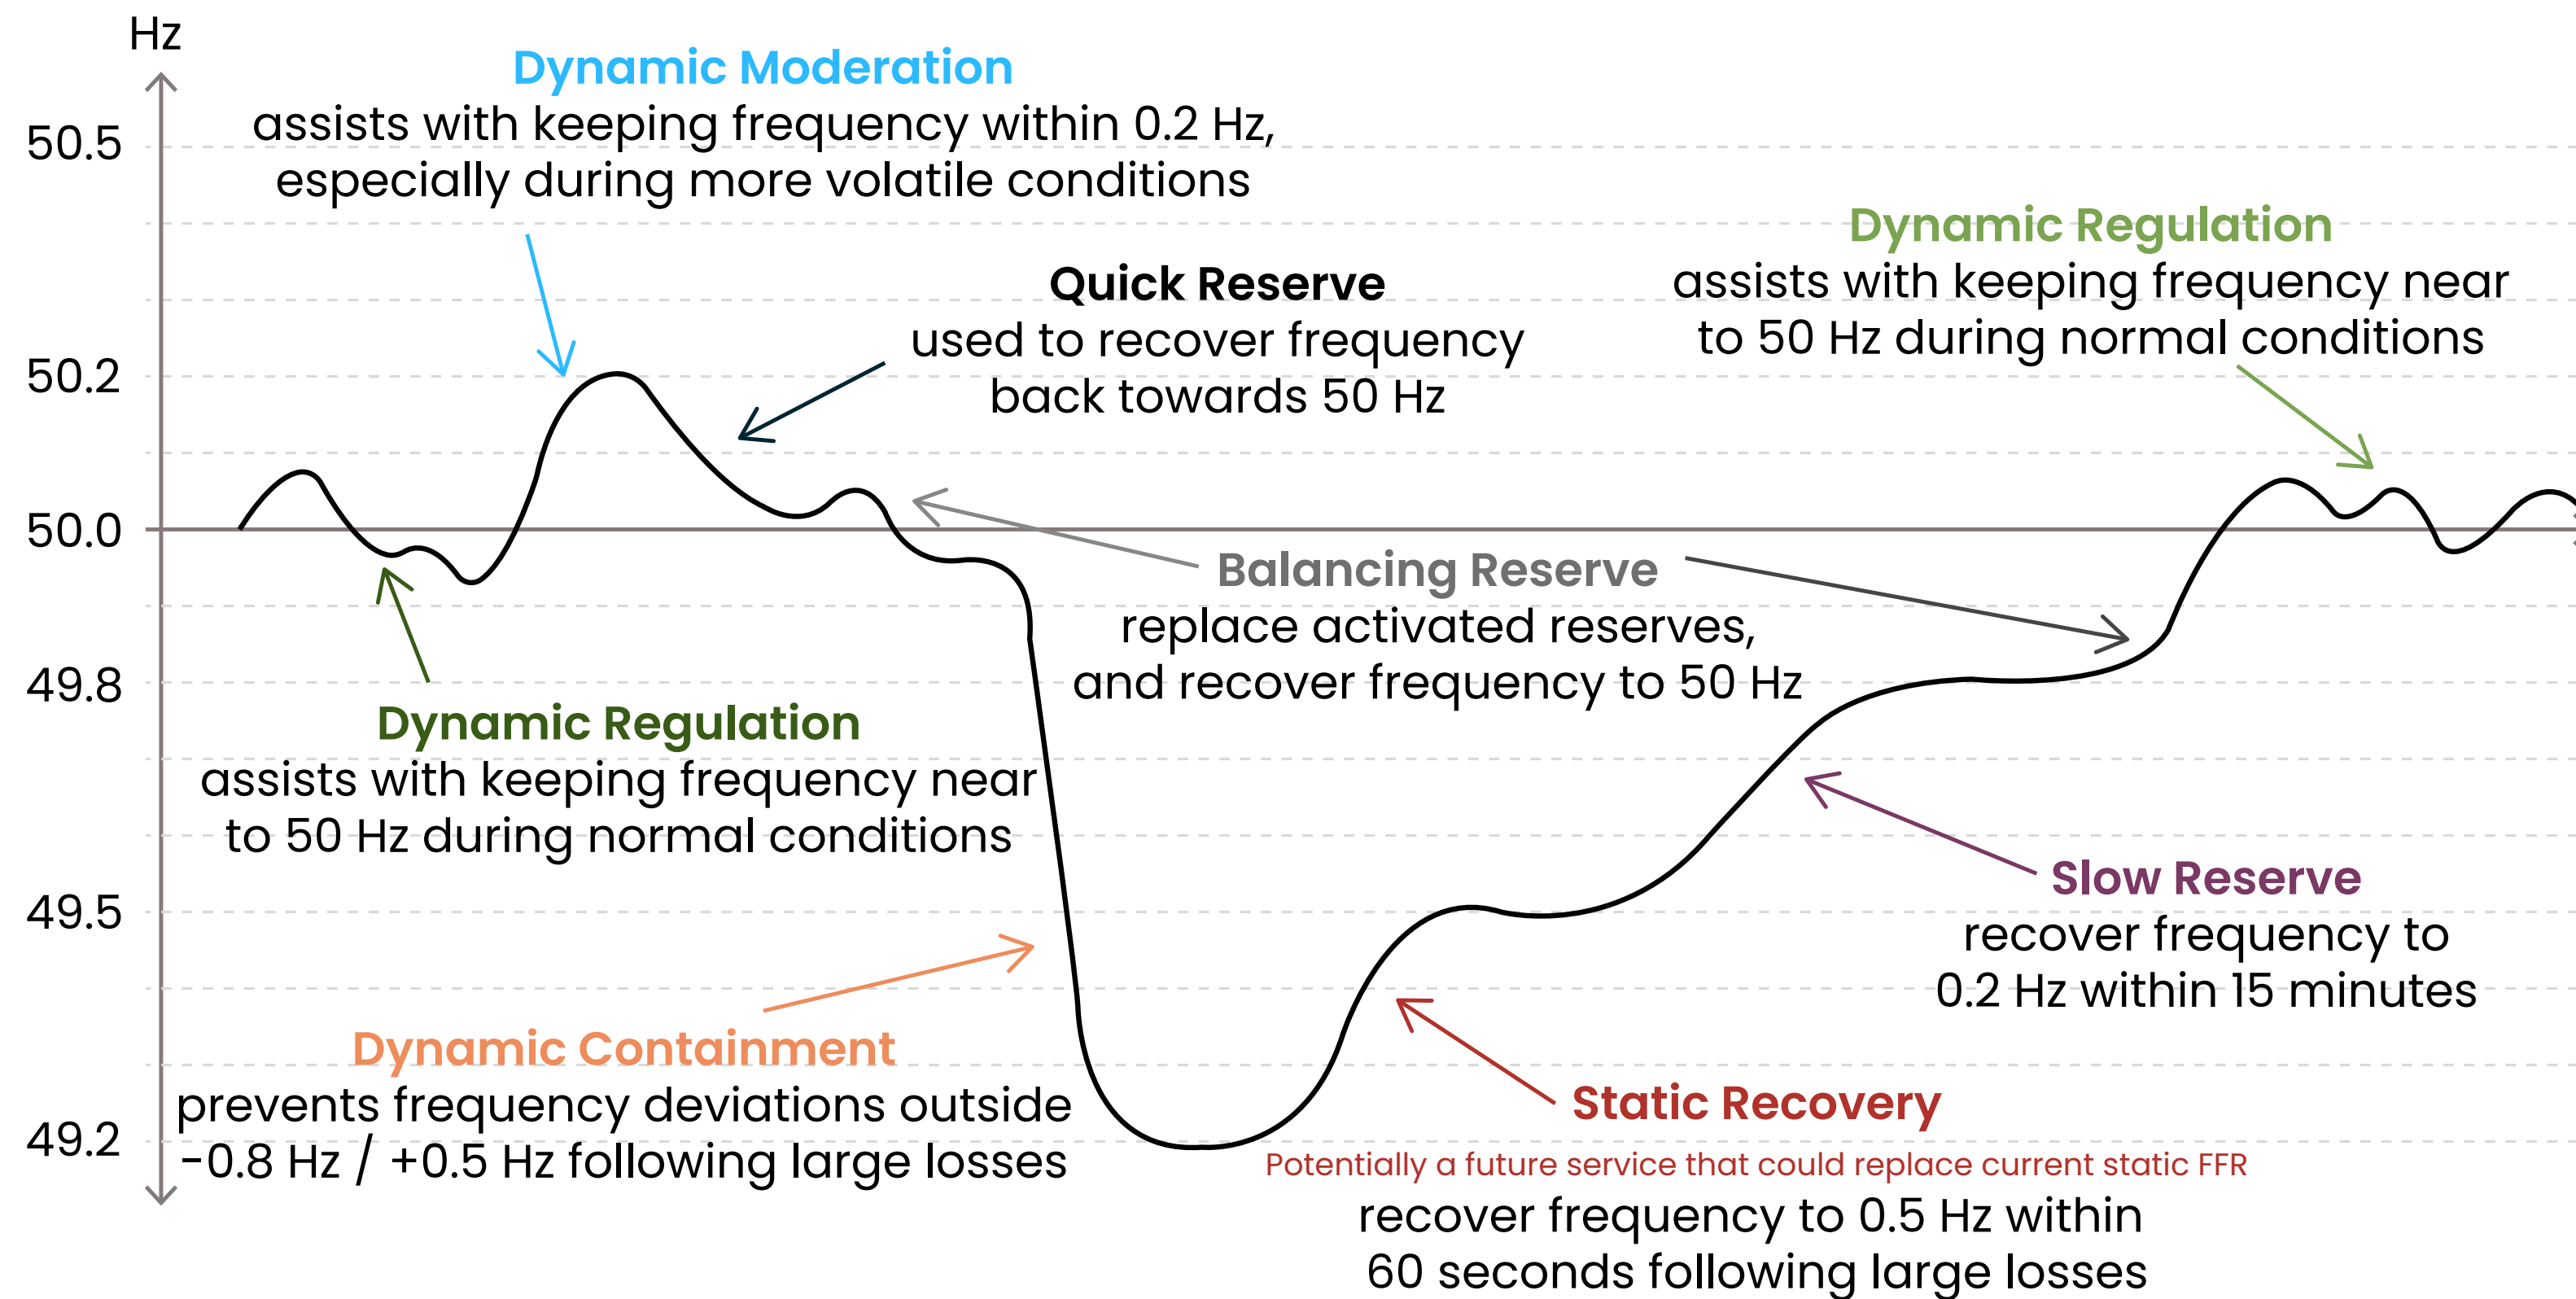 Hz
50.5
50.2
50.0
49.8
49.5
49.2
Dynamic Moderation
assists with keeping frequency within 0.2 Hz,
especially during more volatile conditions
Quick Reserve
used to recover frequency
back towards 50 Hz
Dynamic Regulation
assists with keeping frequency near
to 50 Hz during normal conditions
Balancing Reserve
replace activated reserves,
and recover frequency to 50 Hz
Dynamic Regulation
assists with keeping frequency near
to 50 Hz during normal conditions
Slow Reserve
recover frequency to
0.2 Hz within 15 minutes
Dynamic Containment
prevents frequency deviations outside
-0.8 Hz / +0.5 Hz following large losses
Static Recovery
Potentially a future service that could replace current static FFR
recover frequency to 0.5 Hz within
60 seconds following large losses